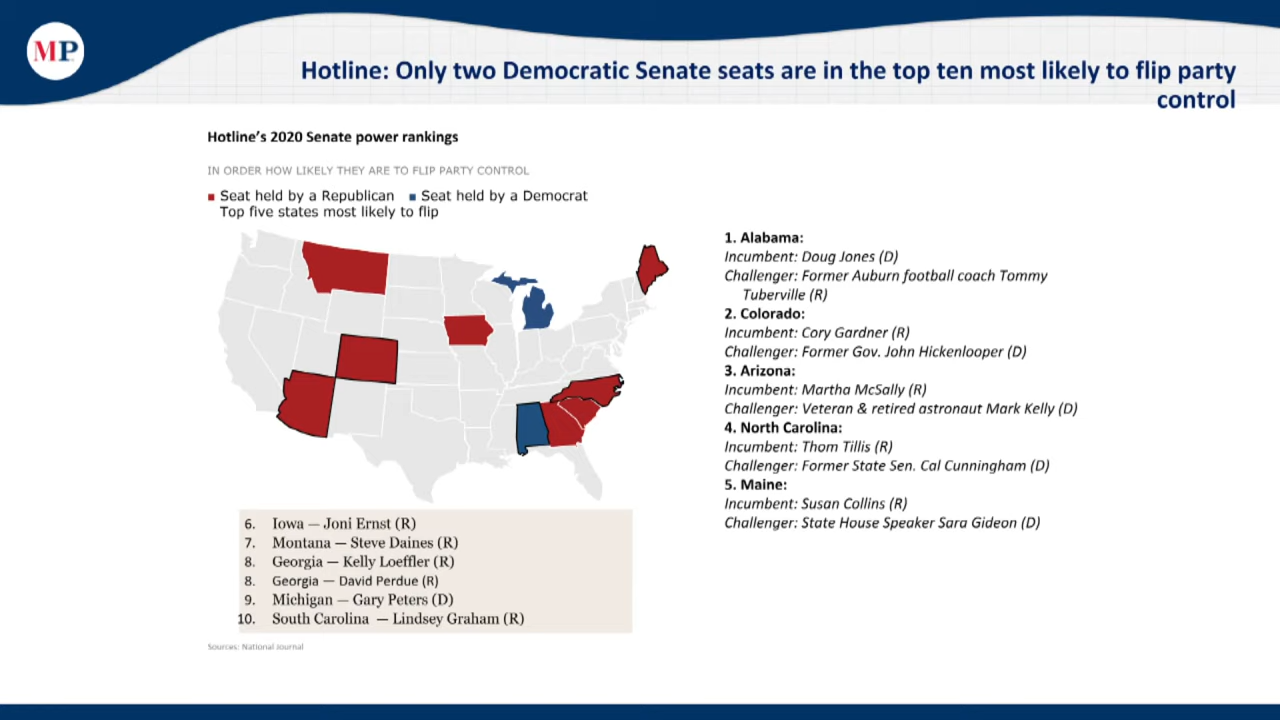 MP
Hotline: Only two Democratic Senate seats are in the top ten most likely to flip party
control
Hotline's 2020 Senate power rankings
IN ORDER HOW LIKELY THEY ARE TO FLIP PARTY CONTROL
Seat held by a Republican
Seat held by a Democrat
Top five states most likely to flip
1. Alabama:
Incumbent: Doug Jones (D)
Challenger: Former Auburn football coach Tommy
Tuberville (R)
2. Colorado:
Incumbent: Cory Gardner (R)
Challenger: Former Gov. John Hickenlooper (D)
3. Arizona:
Incumbent: Martha McSally (R)
Challenger: Veteran & retired astronaut Mark Kelly (D)
4. North Carolina:
Incumbent: Thom Tillis (R)
Challenger: Former State Sen. Cal Cunningham (D)
5. Maine:
Incumbent: Susan Collins (R)
Challenger: State House Speaker Sara Gideon (D)
6. Iowa — Joni Ernst (R)
7. Montana — Steve Daines (R)
8. Georgia — Kelly Loeffler (R)
8. Georgia — David Perdue (R)
9. Michigan — Gary Peters (D)
10. South Carolina — Lindsey Graham (R)
Sources: National Journal